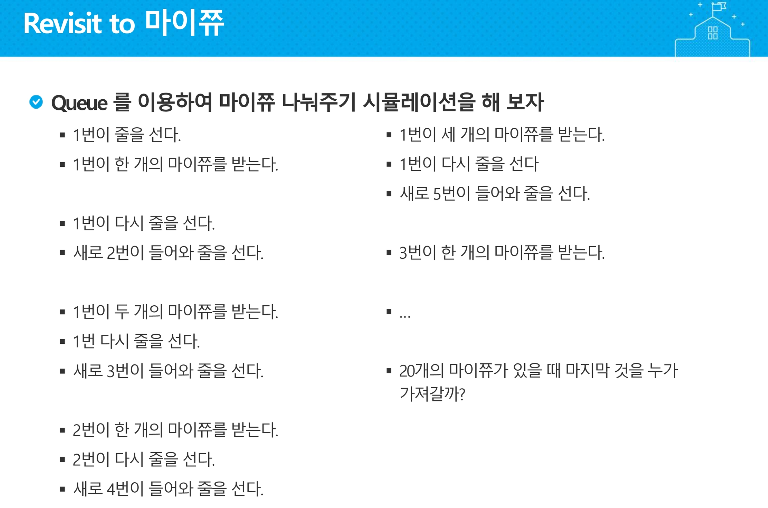 Revisit to 마이쮸
Queue 를 이용하여 마이쮸 나눠주기 시뮬레이션을 해 보자
▪ 1번이 줄을 선다.
▪ 1번이 한 개의 마이쮸를 받는다.
▪ 1번이 다시 줄을 선다.
▪ 새로 2번이 들어와 줄을 선다.
▪ 1번이 두 개의 마이쮸를 받는다.
▪ 1번 다시 줄을 선다.
▪ 새로 3번이 들어와 줄을 선다.
▪ 2번이 한 개의 마이쮸를 받는다.
▪ 2번이 다시 줄을 선다.
▪ 새로 4번이 들어와 줄을 선다.
▪ 1번이 세 개의 마이쮸를 받는다.
▪ 1번이 다시 줄을 선다
▪ 새로 5번이 들어와 줄을 선다.
▪ 3번이 한 개의 마이쮸를 받는다.
▪ ...
▪ 20개의 마이쮸가 있을 때 마지막 것을 누가
가져갈까?